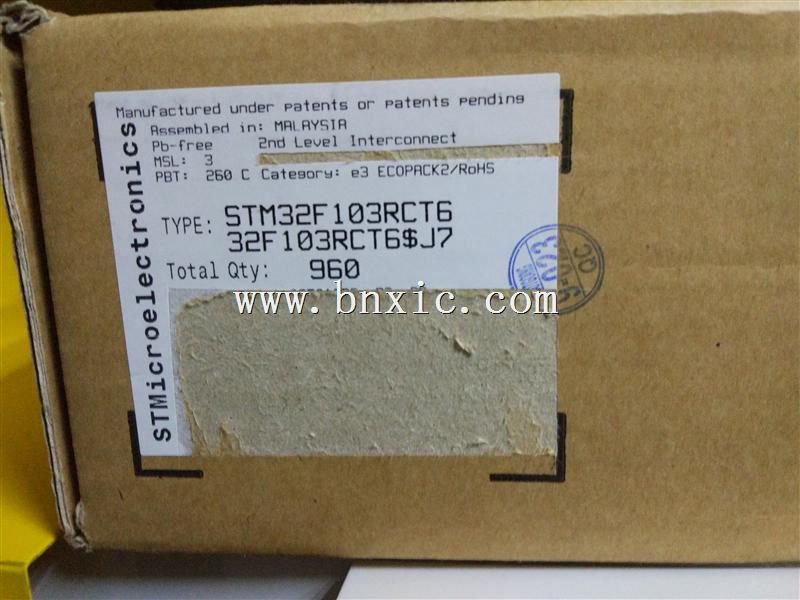 Manufactured under patents or patents pending
Assembled in: MALAYSIA
Pb-free 2nd Level Interconnect
MSL: 3
PBT: 260 C Category: e3 ECOPACK2/RoHS
TYPE: STM32F103RCT6
32F103RCT6$J7
Total Qty: 960
STMicroelectronics
www.bnxic.com
QC